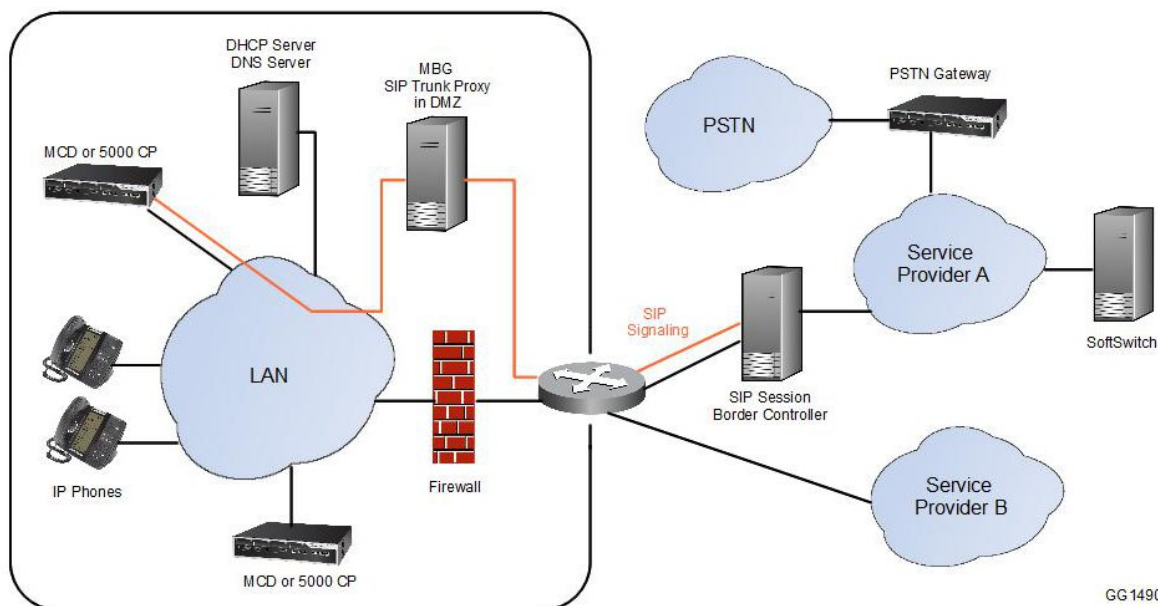 DHCP Server
DNS Server
MBG
SIP Trunk Proxy
in DMZ
MCD or 5000 CP
PSTN Gateway
PSTN
Service
Provider A
SIP
Signaling
SoftSwitch
LAN
SIP Session
Border Controller
IP Phones
Firewall
Service
Provider B
MCD or 5000 CP
GG1490